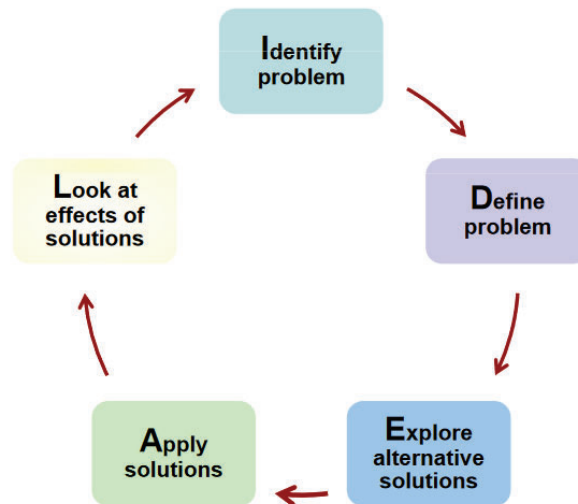 Identify
problem
Define
problem
Explore
alternative
solutions
Apply
solutions
Look at
effects of
solutions